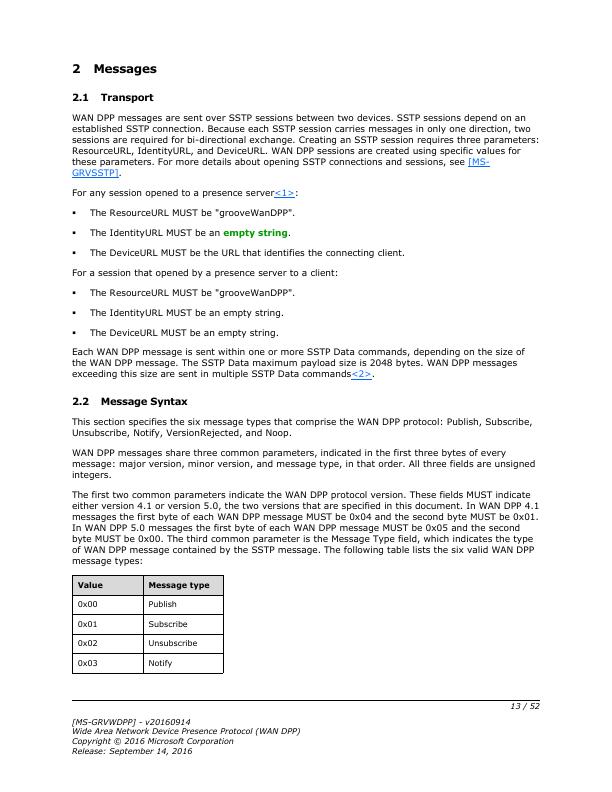 2 Messages
2.1 Transport
WAN DPP messages are sent over SSTP sessions between two devices. SSTP sessions depend on an
established SSTP connection. Because each SSTP session carries messages in only one direction, two
sessions are required for bi-directional exchange. Creating an SSTP session requires three parameters:
ResourceURL, IdentityURL, and DeviceURL. WAN DPP sessions are created using specific values for
these parameters. For more details about opening SSTP connections and sessions, see [MS-
GRVSSTP].
For any session opened to a presence server<1>:
▪ The ResourceURL MUST be "grooveWanDPP".
▪ The IdentityURL MUST be an empty string.
▪ The DeviceURL MUST be the URL that identifies the connecting client.
For a session that opened by a presence server to a client:
▪ The ResourceURL MUST be "grooveWanDPP".
▪ The IdentityURL MUST be an empty string.
▪ The DeviceURL MUST be an empty string.
Each WAN DPP message is sent within one or more SSTP Data commands, depending on the size of
the WAN DPP message. The SSTP Data maximum payload size is 2048 bytes. WAN DPP messages
exceeding this size are sent in multiple SSTP Data commands<2>.
2.2 Message Syntax
This section specifies the six message types that comprise the WAN DPP protocol: Publish, Subscribe,
Unsubscribe, Notify, VersionRejected, and Noop.
WAN DPP messages share three common parameters, indicated in the first three bytes of every
message: major version, minor version, and message type, in that order. All three fields are unsigned
integers.
The first two common parameters indicate the WAN DPP protocol version. These fields MUST indicate
either version 4.1 or version 5.0, the two versions that are specified in this document. In WAN DPP 4.1
messages the first byte of each WAN DPP message MUST be 0x04 and the second byte MUST be 0x01.
In WAN DPP 5.0 messages the first byte of each WAN DPP message MUST be 0x05 and the second
byte MUST be 0x00. The third common parameter is the Message Type field, which indicates the type
of WAN DPP message contained by the SSTP message. The following table lists the six valid WAN DPP
message types:
Value Message type
0x00 Publish
0x01 Subscribe
0x02 Unsubscribe
0x03 Notify
13 / 52
[MS-GRVWDPP] - v20160914
Wide Area Network Device Presence Protocol (WAN DPP)
Copyright © 2016 Microsoft Corporation
Release: September 14, 2016